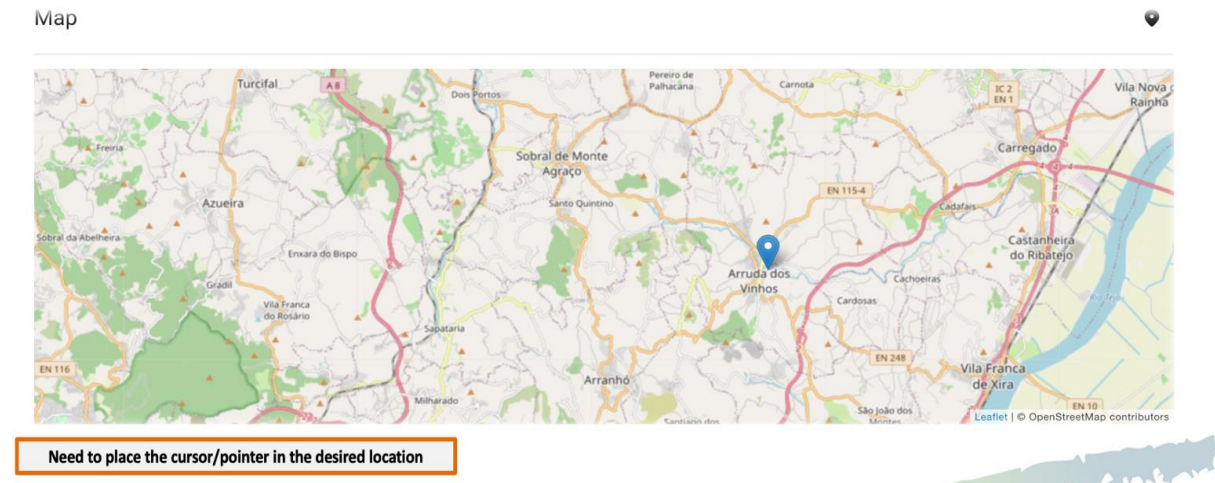 Map
Turcifal
A 8
Dois Portos
Pereiro de
Palhacana
Carnota
IC 2
EN 1
Vila Nova
Rainha
Freiria
Carregado
Sobral de Monte
Agraço
EN 115-4
Azueira
Santo Quintino
Cadafais
Sobral da Abelheira
Enxara do Bispo
Castanheira
do Ribatejo
Gradil
Arruda dos
Vinhos
Cachoeiras
Vila Franca
do Rosário
Cardosas
Rio Tejo
Sapataria
EN 116
EN 248
Vila Franca
de Xira
Arranhó
Milharado
São João dos
Montes
EN 10
Santiago dos
Leaflet | © OpenStreetMap contributors
Need to place the cursor/pointer in the desired location